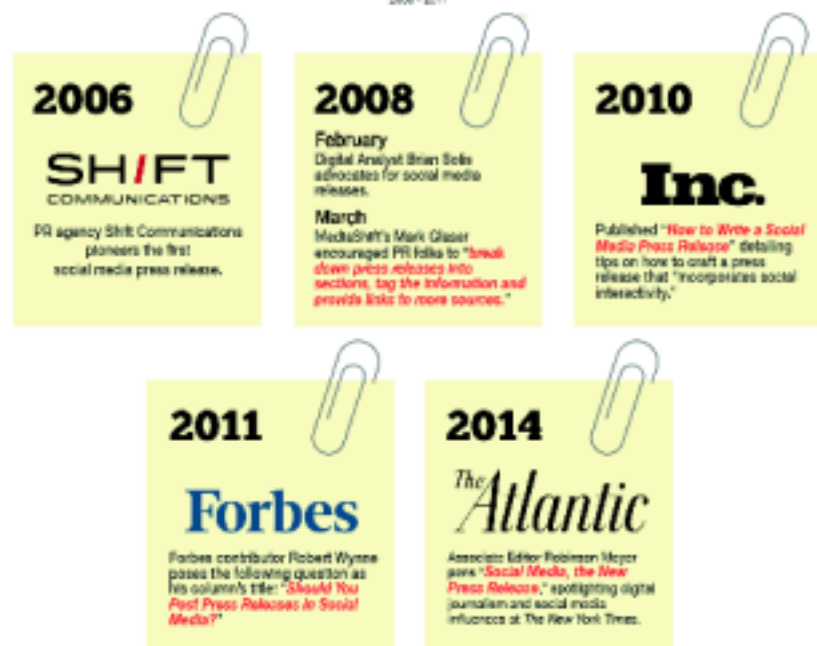 2006
SH/FT
COMMUNICATIONS
PR agency Shift Communications
pioneers the first
social media press release.
2008
February
Digital Analyst Brian Solis
advocates for social media
releases.
March
MediaShift's Mark Glaser
encouraged PR folks to "break
down press releases into
sections, tag the information and
provide links to more sources."
2010
Inc.
Published "How to Write a Social
Media Press Release" detailing
tips on how to craft a press
release that "incorporates social
interactivity."
2011
Forbes
Forbes contributor Robert Wynne
poses the following question as
his column's title: "Should You
Post Press Releases in Social
Media?"
2014
The Atlantic
Associate Editor Robinson Meyer
pens "Social Media, the New
Press Release," spotlighting digital
journalism and social media
influences at The New York Times.